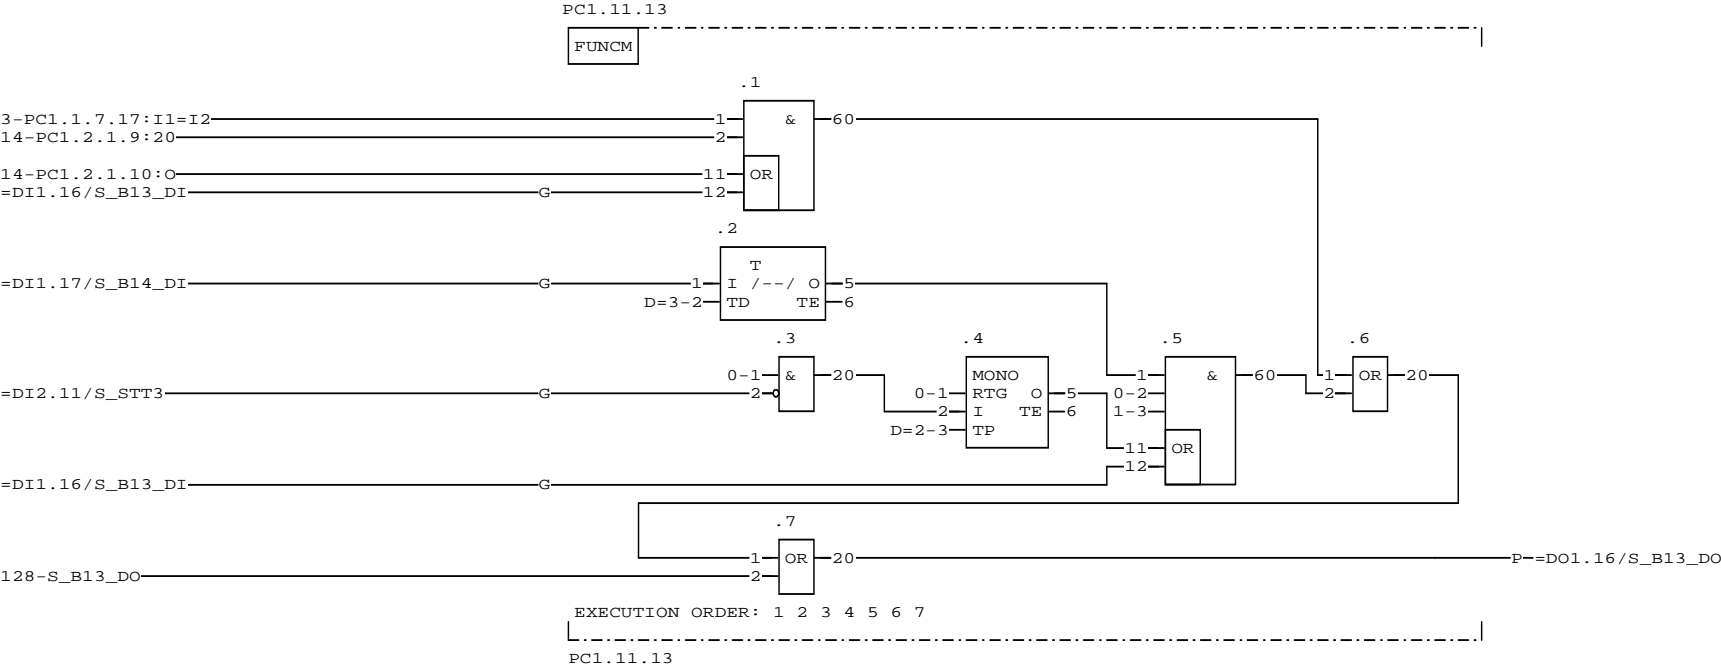 PC1.11.13
FUNCM
.1
3-PC1.1.7.17:I1=I2 1 & 60
14-PC1.2.1.9:20 2
14-PC1.2.1.10:O 11 OR
=DI1.16/S_B13_DI G 12
.2
T
=DI1.17/S_B14_DI G 1 I /--/ O 5
D=3-2 TD TE 6
.3 .4 .5 .6
0-1 & 20 MONO 1 & 60 1 OR 20
=DI2.11/S_STT3 G 2 0-1 RTG O 5 0-2 2
2 I TE 6 1-3
D=2-3 TP
11 OR
12
=DI1.16/S_B13_DI G
.7
1 OR 20 P =DO1.16/S_B13_DO
128-S_B13_DO 2
EXECUTION ORDER: 1 2 3 4 5 6 7
PC1.11.13